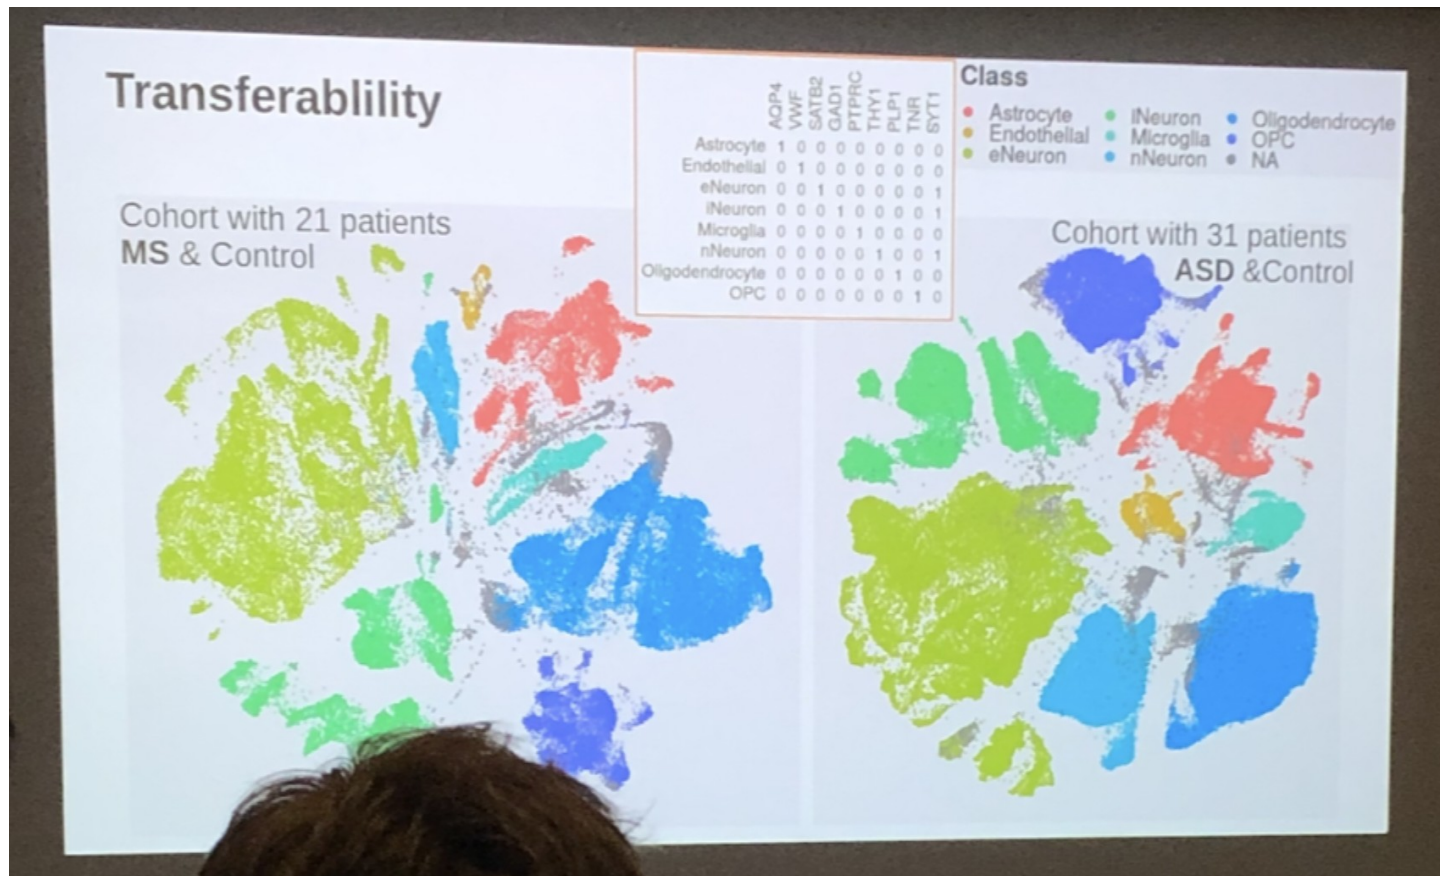 Transferablility
Cohort with 21 patients
MS & Control
AQP4 VWF SATB2 GAD1 PTPRC THY1 PLP1 TNR SYT1
Astrocyte 1 0 0 0 0 0 0 0 0
Endothelial 0 1 0 0 0 0 0 0 0
eNeuron 0 0 1 0 0 0 0 0 1
iNeuron 0 0 0 1 0 0 0 0 1
Microglia 0 0 0 0 1 0 0 0 0
nNeuron 0 0 0 0 0 1 0 0 1
Oligodendrocyte 0 0 0 0 0 0 1 0 0
OPC 0 0 0 0 0 0 0 1 0
Class
Astrocyte iNeuron Oligodendrocyte
Endothelial Microglia OPC
eNeuron nNeuron NA
Cohort with 31 patients
ASD &Control